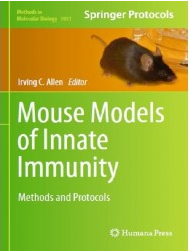 Methods in
Molecular Biology
Springer Protocols
Irving C. Allen Editor
Mouse Models
of Innate
Immunity
Methods and Protocols
Humana Press